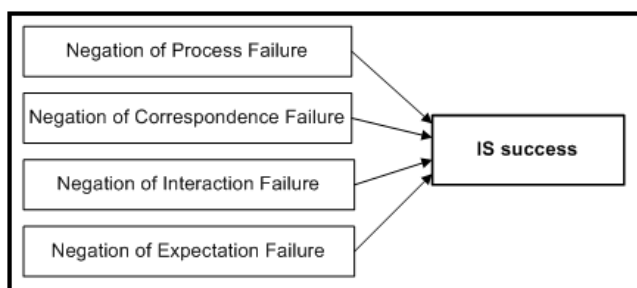 Negation of Process Failure
Negation of Correspondence Failure
IS success
Negation of Interaction Failure
Negation of Expectation Failure